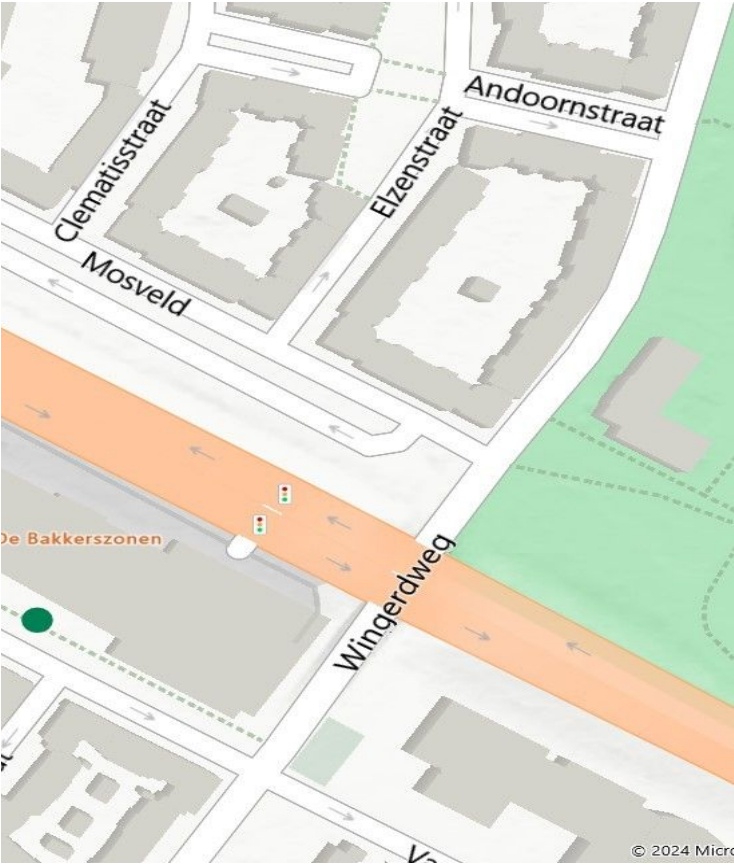 Andoornstraat
Clematisstraat
Elzenstraat
Mosveld
De Bakkerszonen
Wingerdweg
© 2024 Micro